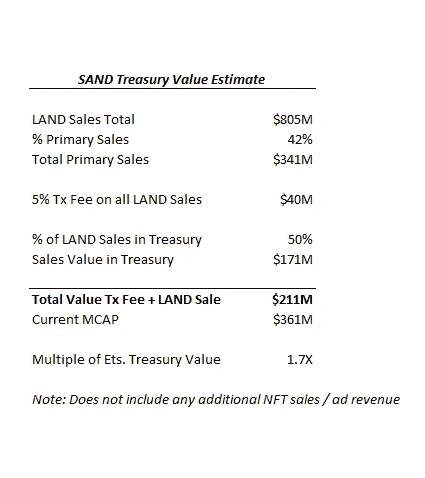 SAND Treasury Value Estimate
LAND Sales Total $805M
% Primary Sales 42%
Total Primary Sales $341M
5% Tx Fee on all LAND Sales $40M
% of LAND Sales in Treasury 50%
Sales Value in Treasury $171M
Total Value Tx Fee + LAND Sale $211M
Current MCAP $361M
Multiple of Ets. Treasury Value 1.7X
Note: Does not include any additional NFT sales / ad revenue